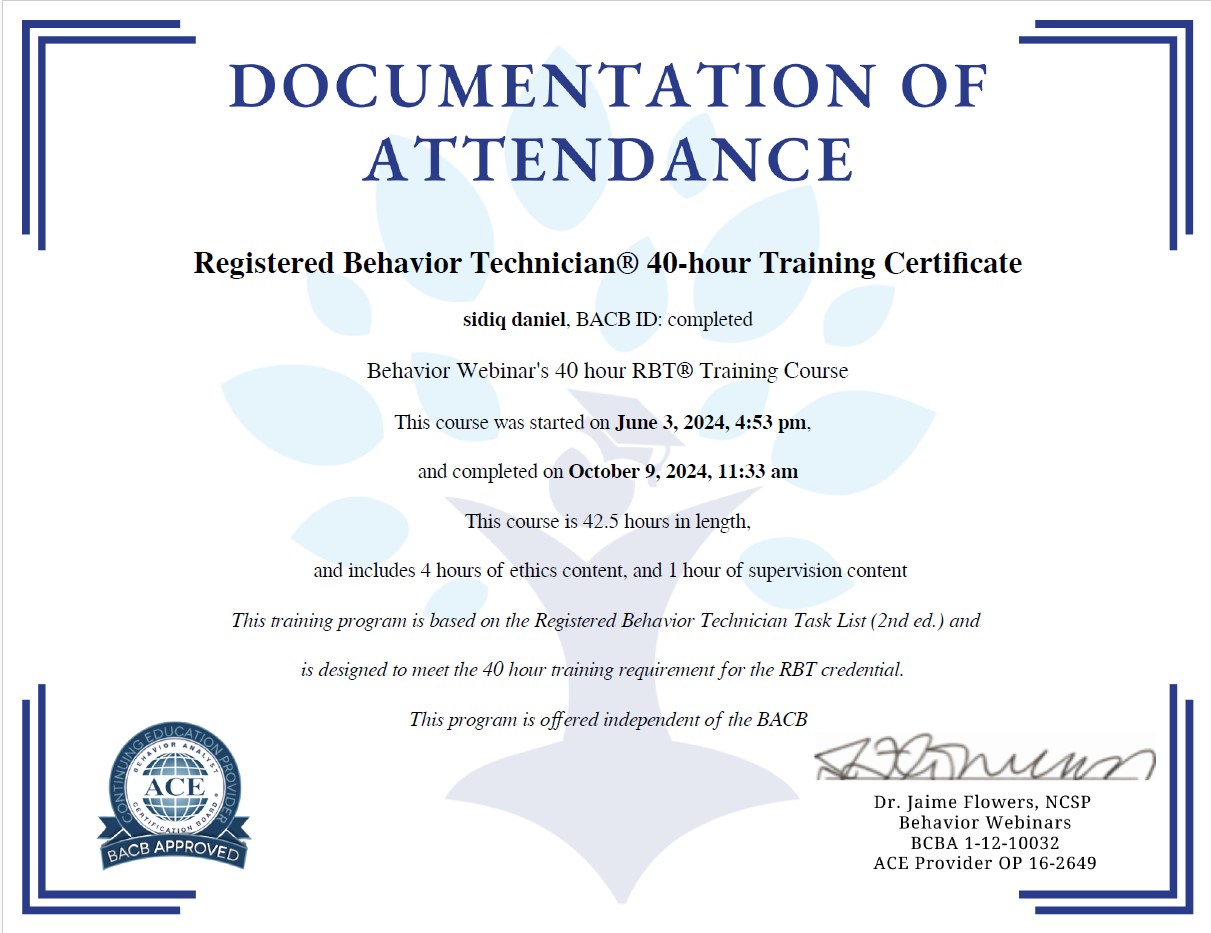 DOCUMENTATION OF
ATTENDANCE
Registered Behavior Technician® 40-hour Training Certificate
sidiq daniel, BACB ID: completed
Behavior Webinar's 40 hour RBT® Training Course
This course was started on June 3, 2024, 4:53 pm,
and completed on October 9, 2024, 11:33 am
This course is 42.5 hours in length,
and includes 4 hours of ethics content, and 1 hour of supervision content
This training program is based on the Registered Behavior Technician Task List (2nd ed.) and
is designed to meet the 40 hour training requirement for the RBT credential.
This program is offered independent of the BACB
CONTINUING EDUCATION PROVIDER
BEHAVIOR ANALYST
ACE
CERTIFICATION BOARD
BACB APPROVED
Dr. Jaime Flowers, NCSP
Behavior Webinars
BCBA 1-12-10032
ACE Provider OP 16-2649